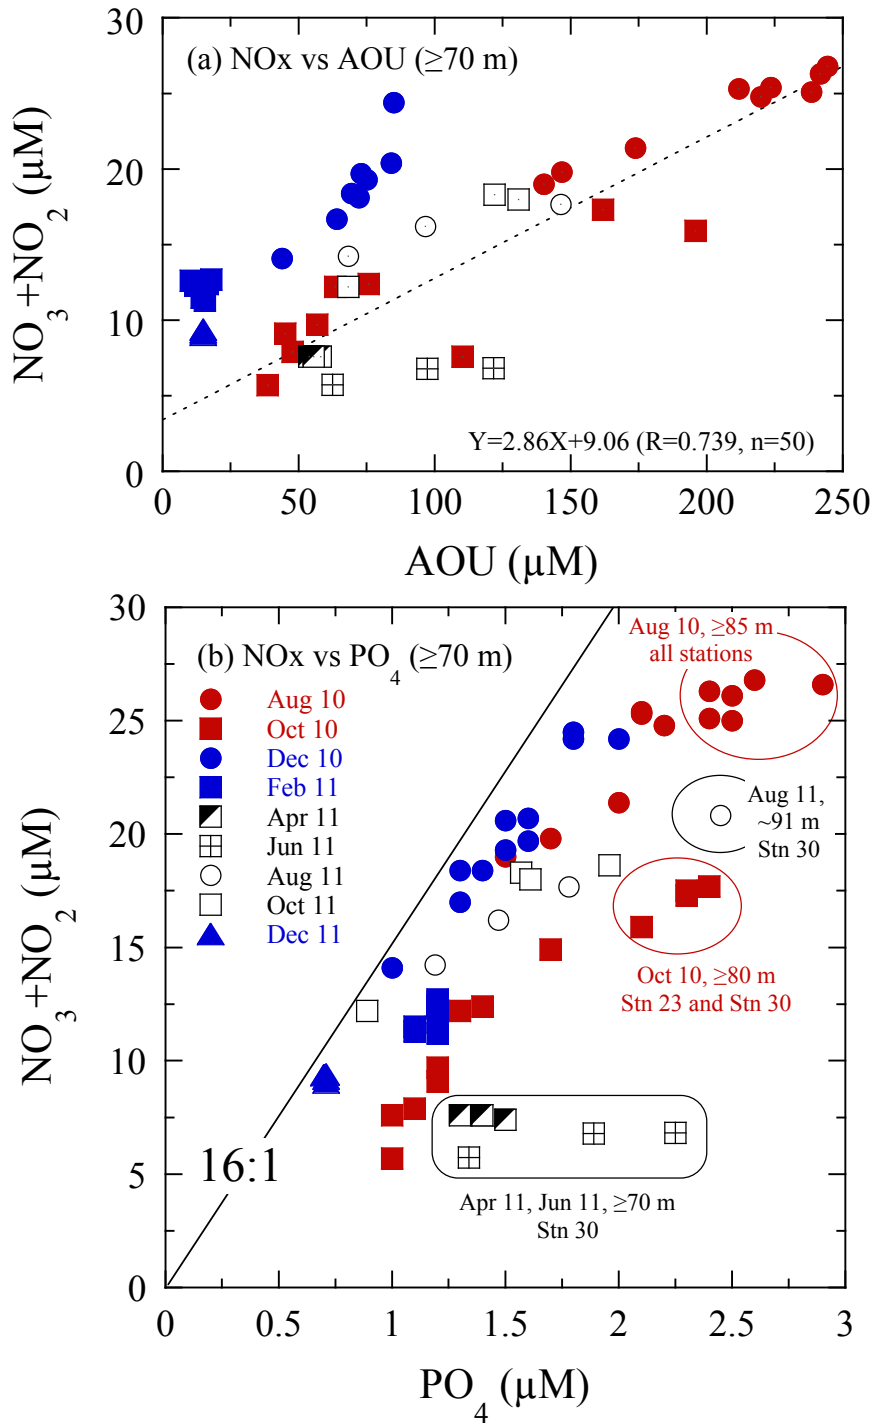 (a) NOx vs AOU (≥70 m)
NO3+NO2 (µM)
30
20
10
0
Y=2.86X+9.06 (R=0.739, n=50)
0 50 100 150 200 250
AOU (µM)
(b) NOx vs PO4 (≥70 m)
NO3+NO2 (µM)
30
25
20
15
10
5
0
Aug 10
Oct 10
Dec 10
Feb 11
Apr 11
Jun 11
Aug 11
Oct 11
Dec 11
Aug 10, ≥85 m
all stations
Aug 11,
~91 m
Stn 30
Oct 10, ≥80 m
Stn 23 and Stn 30
16:1
Apr 11, Jun 11, ≥70 m
Stn 30
0 0.5 1 1.5 2 2.5 3
PO4 (µM)